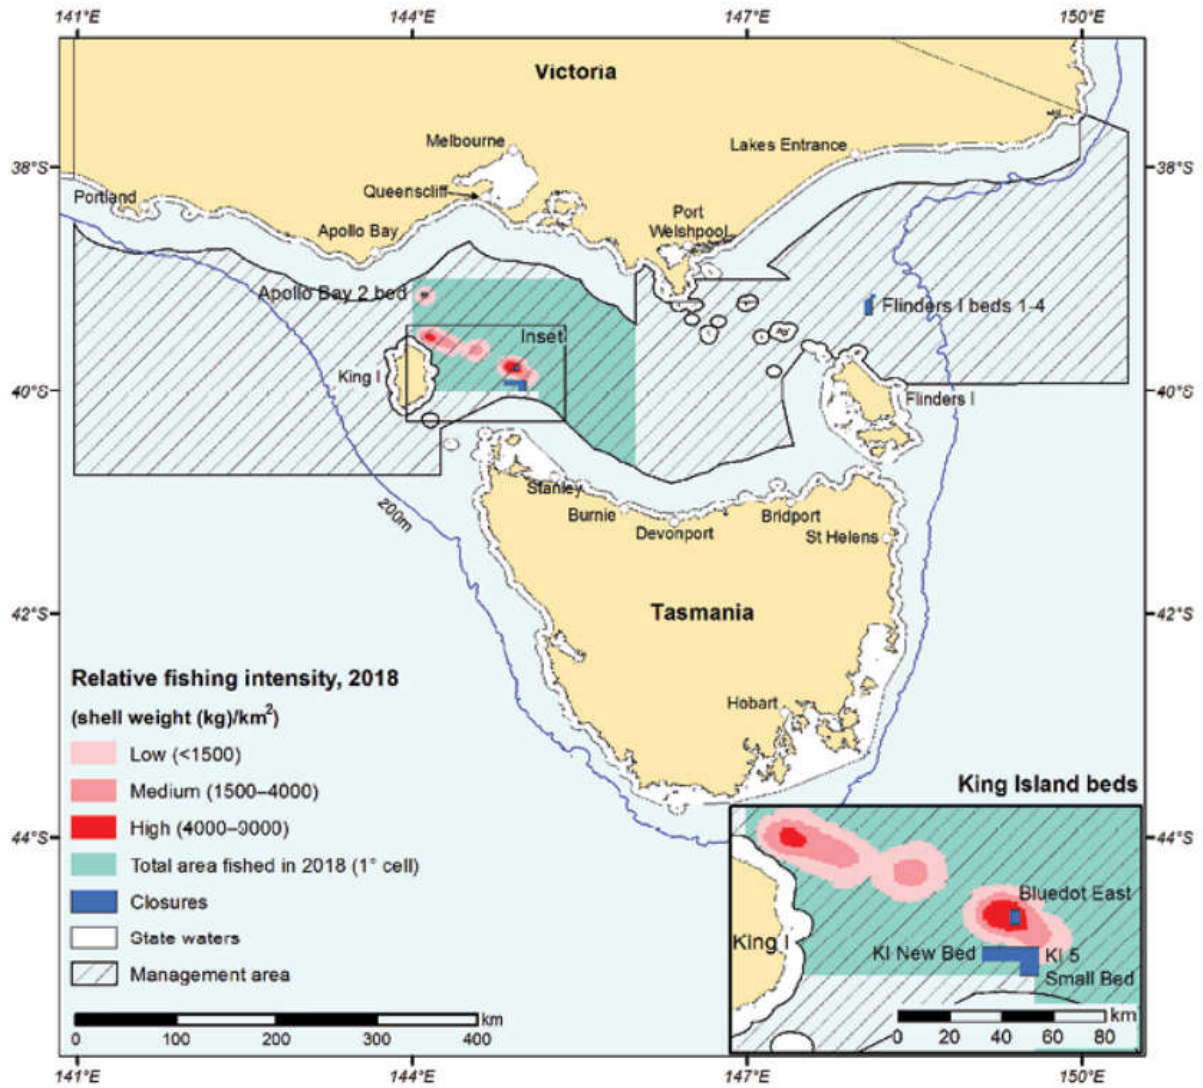 141°E 144°E 147°E 150°E
Victoria
Melbourne
Lakes Entrance
38°S 38°S
Queenscliff
Portland
Port
Welshpool
Apollo Bay
Apollo Bay 2 bed
Flinders I beds 1-4
Inset
King I
40°S 40°S
Flinders I
Stanley
Burnie
Bridport
Devonport
St Helens
200m
42°S 42°S
Tasmania
Relative fishing intensity, 2018
(shell weight (kg)/km²)
Hobart
Low (<1500)
Medium (1500–4000)
High (4000–9000)
Total area fished in 2018 (1° cell)
Closures
State waters
Management area
km
0 100 200 300 400
King Island beds
44°S 44°S
Bluedot East
King I
KI New Bed
KI 5
Small Bed
km
0 20 40 60 80
141°E 144°E 147°E 150°E